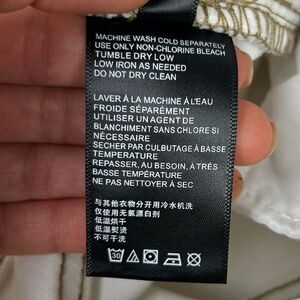 MACHINE WASH COLD SEPARATELY
USE ONLY NON-CHLORINE BLEACH
TUMBLE DRY LOW
LOW IRON AS NEEDED
DO NOT DRY CLEAN
LAVER À LA MACHINE À L'EAU
FROIDE SÉPARÉMENT
UTILISER UN AGENT DE
BLANCHIMENT SANS CHLORE SI
NÉCESSAIRE
SECHER PAR CULBUTAGE À BASSE
TEMPERATURE
REPASSER, AU BESOIN, À TRÈS
BASSE TEMPÉRATURE
NE PAS NETTOYER À SEC
与其他衣物分开用冷水机洗
仅使用无氯漂白剂
低温烘干
低温熨烫
不可干洗
30